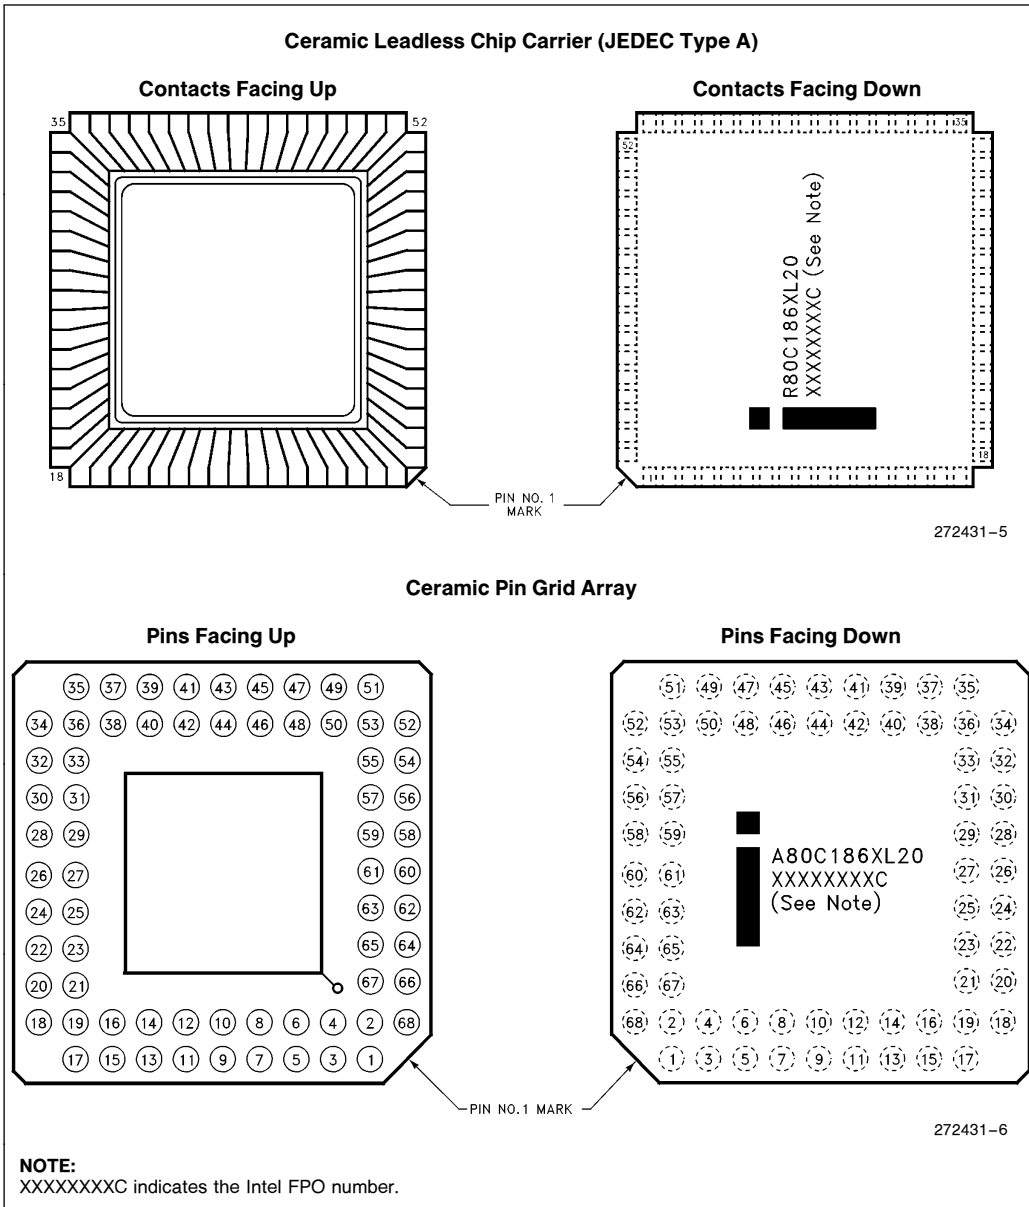 Ceramic Leadless Chip Carrier (JEDEC Type A)
Contacts Facing Up
Contacts Facing Down
35
52
18
35
52
R80C186XL20
XXXXXXXXC (See Note)
18
1
PIN NO. 1
MARK
272431-5
Ceramic Pin Grid Array
Pins Facing Up
35 37 39 41 43 45 47 49 51
34 36 38 40 42 44 46 48 50 53 52
32 33 55 54
30 31 57 56
28 29 59 58
26 27 61 60
24 25 63 62
22 23 65 64
20 21 67 66
18 19 16 14 12 10 8 6 4 2 68
17 15 13 11 9 7 5 3 1
Pins Facing Down
51 49 47 45 43 41 39 37 35
52 53 50 48 46 44 42 40 38 36 34
54 55 33 32
56 57 31 30
58 59 29 28
60 61 27 26
62 63 25 24
64 65 23 22
66 67 21 20
68 2 4 6 8 10 12 14 16 19 18
1 3 5 7 9 11 13 15 17
A80C186XL20
XXXXXXXXC
(See Note)
PIN NO.1 MARK
272431-6
NOTE:
XXXXXXXXC indicates the Intel FPO number.